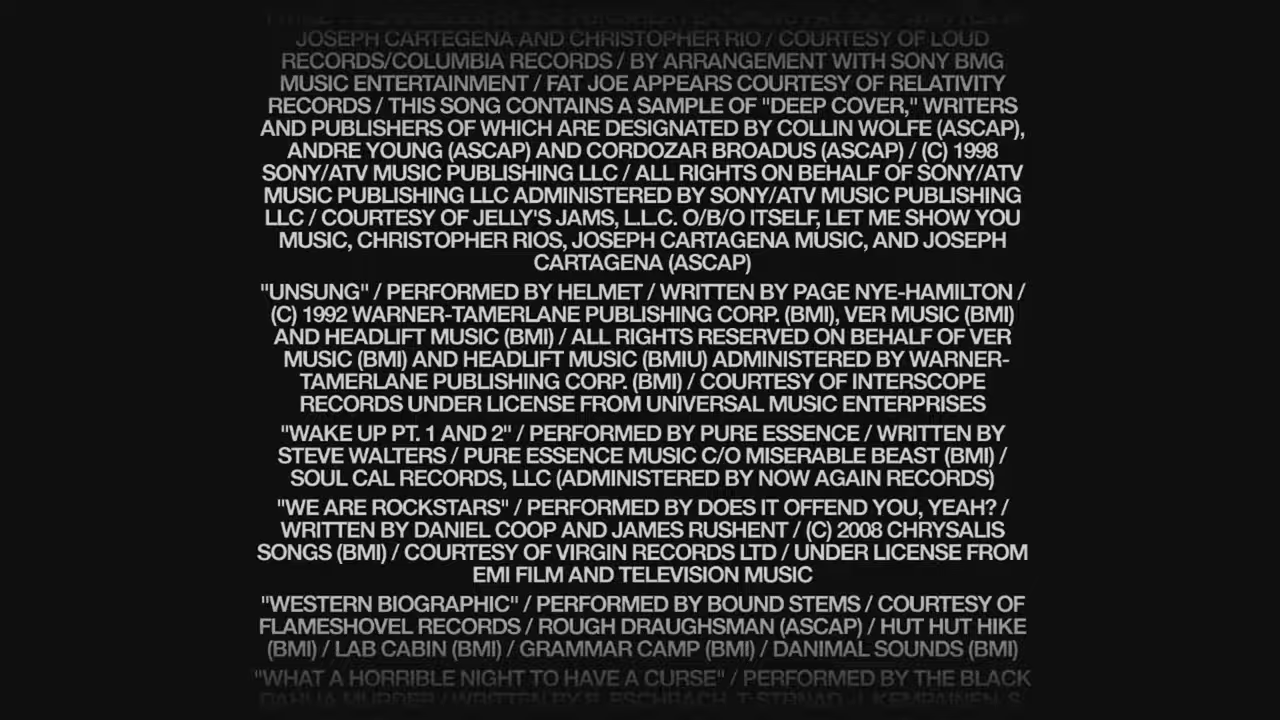 JOSEPH CARTEGENA AND CHRISTOPHER RIO / COURTESY OF LOUD
RECORDS/COLUMBIA RECORDS / BY ARRANGEMENT WITH SONY BMG
MUSIC ENTERTAINMENT / FAT JOE APPEARS COURTESY OF RELATIVITY
RECORDS / THIS SONG CONTAINS A SAMPLE OF "DEEP COVER," WRITERS
AND PUBLISHERS OF WHICH ARE DESIGNATED BY COLLIN WOLFE (ASCAP),
ANDRE YOUNG (ASCAP) AND CORDOZAR BROADUS (ASCAP) / (C) 1998
SONY/ATV MUSIC PUBLISHING LLC / ALL RIGHTS ON BEHALF OF SONY/ATV
MUSIC PUBLISHING LLC ADMINISTERED BY SONY/ATV MUSIC PUBLISHING
LLC / COURTESY OF JELLY'S JAMS, L.L.C. O/B/O ITSELF, LET ME SHOW YOU
MUSIC, CHRISTOPHER RIOS, JOSEPH CARTAGENA MUSIC, AND JOSEPH
CARTAGENA (ASCAP)
"UNSUNG" / PERFORMED BY HELMET / WRITTEN BY PAGE NYE-HAMILTON /
(C) 1992 WARNER-TAMERLANE PUBLISHING CORP. (BMI), VER MUSIC (BMI)
AND HEADLIFT MUSIC (BMI) / ALL RIGHTS RESERVED ON BEHALF OF VER
MUSIC (BMI) AND HEADLIFT MUSIC (BMIU) ADMINISTERED BY WARNER-
TAMERLANE PUBLISHING CORP. (BMI) / COURTESY OF INTERSCOPE
RECORDS UNDER LICENSE FROM UNIVERSAL MUSIC ENTERPRISES
"WAKE UP PT. 1 AND 2" / PERFORMED BY PURE ESSENCE / WRITTEN BY
STEVE WALTERS / PURE ESSENCE MUSIC C/O MISERABLE BEAST (BMI) /
SOUL CAL RECORDS, LLC (ADMINISTERED BY NOW AGAIN RECORDS)
"WE ARE ROCKSTARS" / PERFORMED BY DOES IT OFFEND YOU, YEAH? /
WRITTEN BY DANIEL COOP AND JAMES RUSHENT / (C) 2008 CHRYSALIS
SONGS (BMI) / COURTESY OF VIRGIN RECORDS LTD / UNDER LICENSE FROM
EMI FILM AND TELEVISION MUSIC
"WESTERN BIOGRAPHIC" / PERFORMED BY BOUND STEMS / COURTESY OF
FLAMESHOVEL RECORDS / ROUGH DRAUGHSMAN (ASCAP) / HUT HUT HIKE
(BMI) / LAB CABIN (BMI) / GRAMMAR CAMP (BMI) / DANIMAL SOUNDS (BMI)
"WHAT A HORRIBLE NIGHT TO HAVE A CURSE" / PERFORMED BY THE BLACK
DAHLIA MURDER / WRITTEN BY